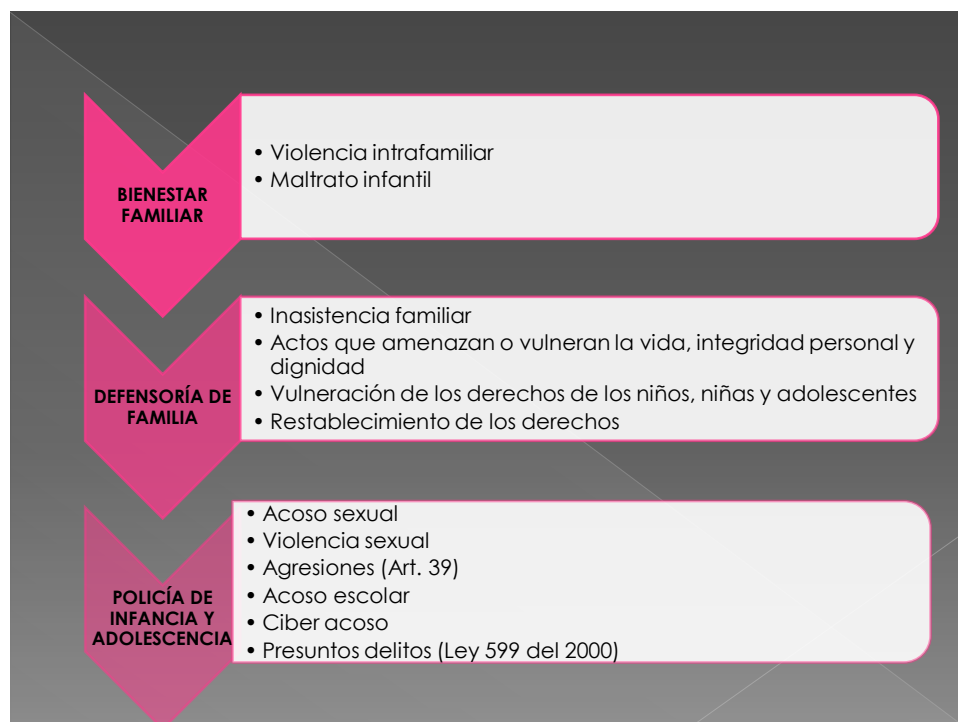 BIENESTAR
FAMILIAR
• Violencia intrafamiliar
• Maltrato infantil
DEFENSORÍA DE
FAMILIA
• Inasistencia familiar
• Actos que amenazan o vulneran la vida, integridad personal y
dignidad
• Vulneración de los derechos de los niños, niñas y adolescentes
• Restablecimiento de los derechos
POLICÍA DE
INFANCIA Y
ADOLESCENCIA
• Acoso sexual
• Violencia sexual
• Agresiones (Art. 39)
• Acoso escolar
• Ciber acoso
• Presuntos delitos (Ley 599 del 2000)